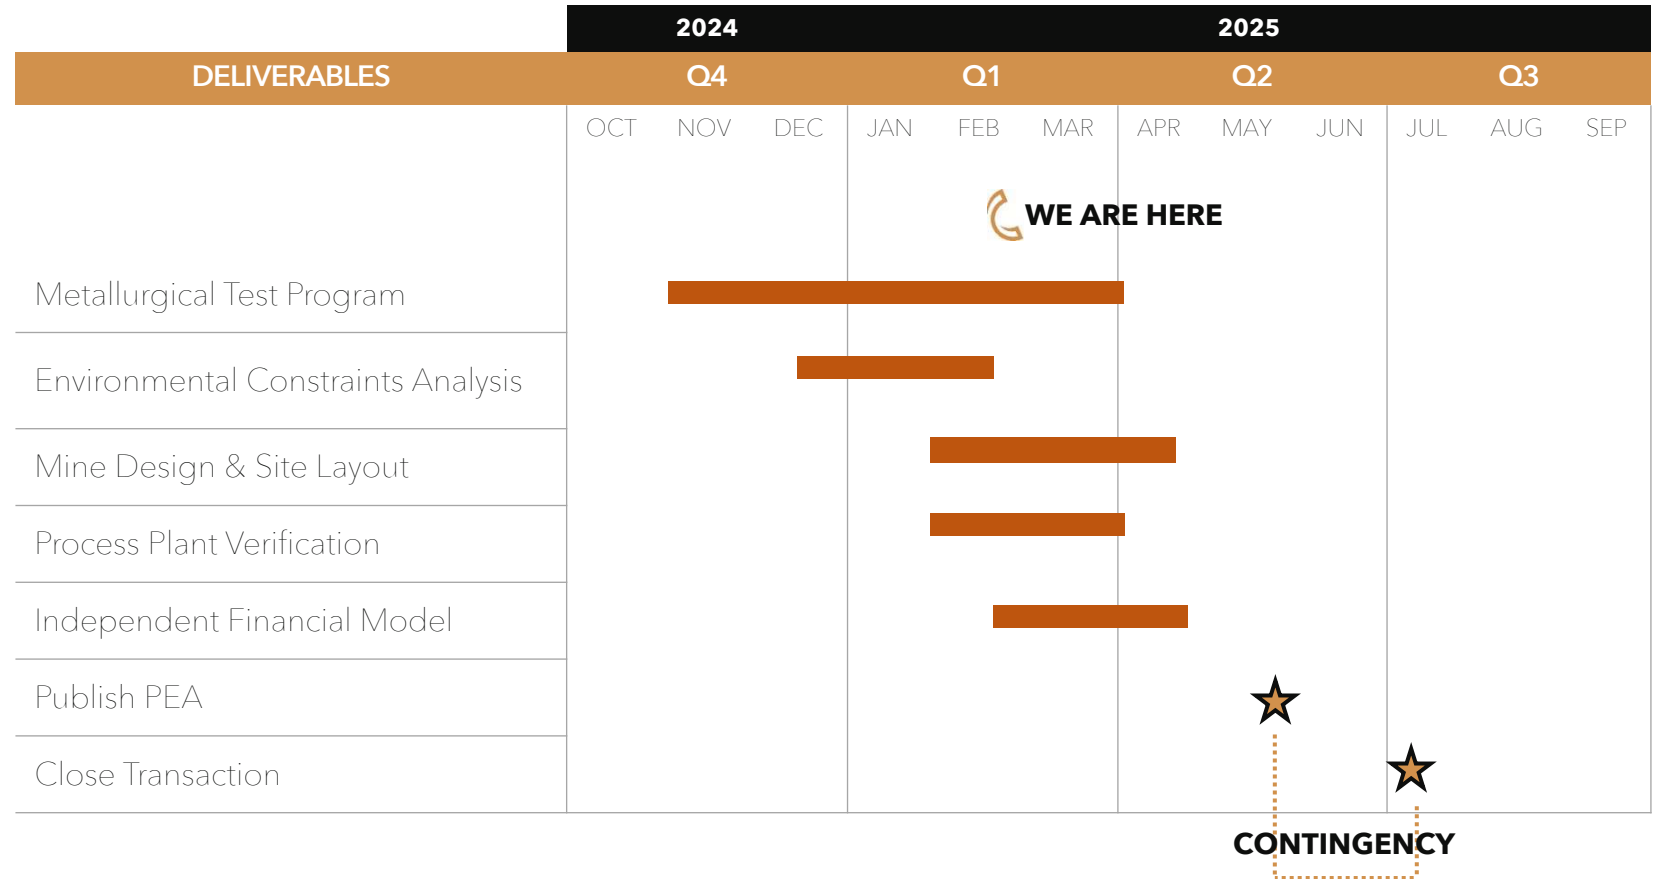 2024 2025
DELIVERABLES Q4 Q1 Q2 Q3
OCT NOV DEC JAN FEB MAR APR MAY JUN JUL AUG SEP
WE ARE HERE
Metallurgical Test Program
Environmental Constraints Analysis
Mine Design & Site Layout
Process Plant Verification
Independent Financial Model
Publish PEA
Close Transaction
CONTINGENCY